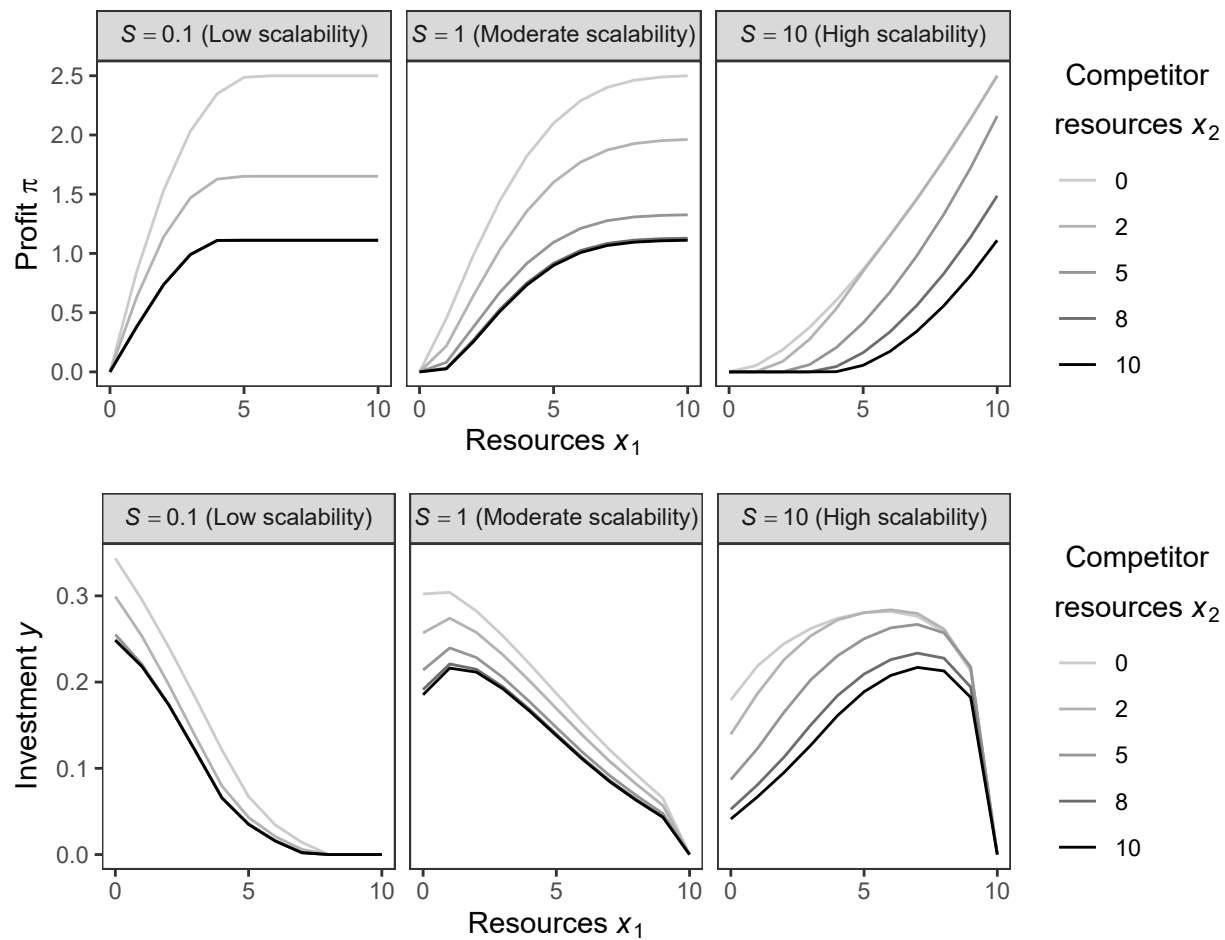 S = 0.1 (Low scalability)
S = 1 (Moderate scalability)
S = 10 (High scalability)
Profit π
2.5
2.0
1.5
1.0
0.5
0.0
0 5 10
0 5 10
0 5 10
Resources x₁
Competitor
resources x₂
0
2
5
8
10
S = 0.1 (Low scalability)
S = 1 (Moderate scalability)
S = 10 (High scalability)
Investment y
0.3
0.2
0.1
0.0
0 5 10
0 5 10
0 5 10
Resources x₁
Competitor
resources x₂
0
2
5
8
10